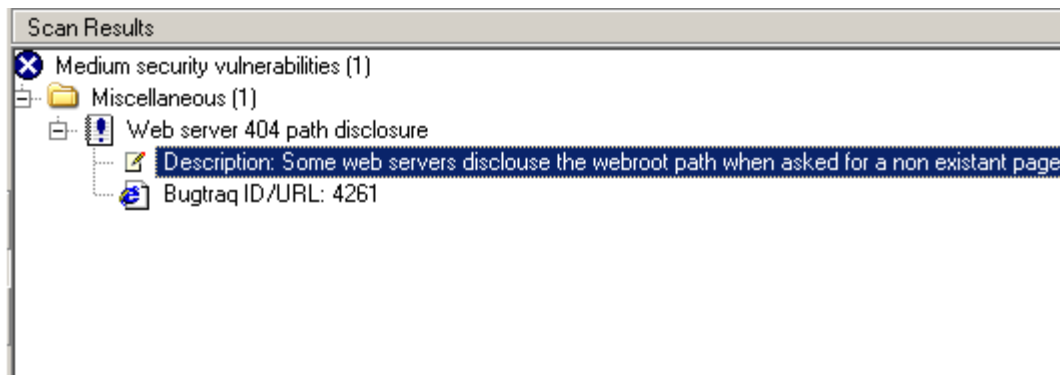 Scan Results
Medium security vulnerabilities (1)
Miscellaneous (1)
Web server 404 path disclosure
Description: Some web servers disclouse the webroot path when asked for a non existant page
Bugtraq ID/URL: 4261